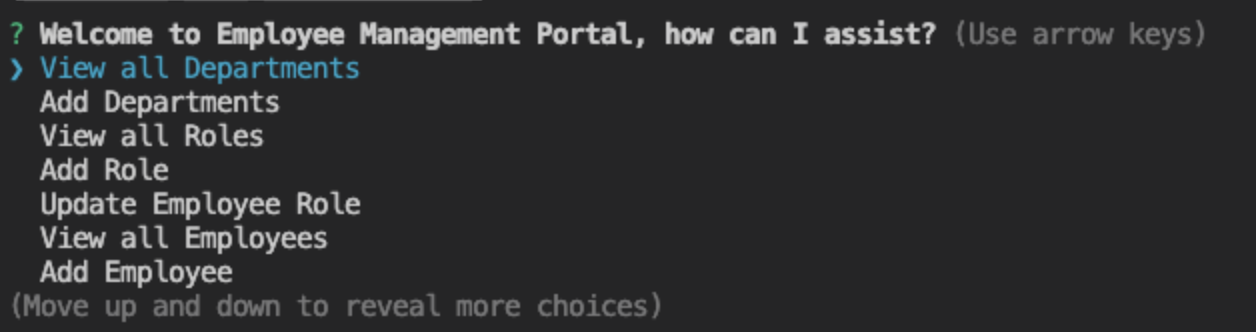 ? Welcome to Employee Management Portal, how can I assist? (Use arrow keys)
❯ View all Departments
Add Departments
View all Roles
Add Role
Update Employee Role
View all Employees
Add Employee
(Move up and down to reveal more choices)